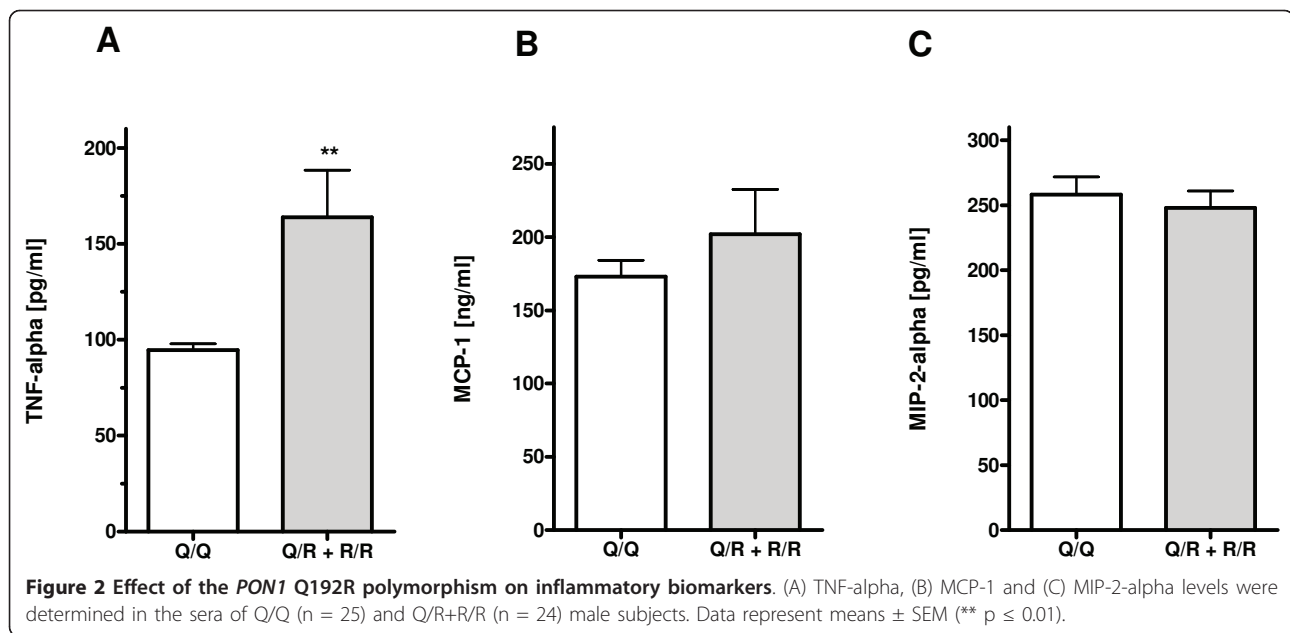 A
B
C
TNF-alpha [pg/ml]
200
150
100
50
0
**
Q/Q
Q/R + R/R
MCP-1 [ng/ml]
250
200
150
100
50
0
Q/Q
Q/R + R/R
MIP-2-alpha [pg/ml]
300
250
200
150
100
50
0
Q/Q
Q/R + R/R
Figure 2 Effect of the PON1 Q192R polymorphism on inflammatory biomarkers. (A) TNF-alpha, (B) MCP-1 and (C) MIP-2-alpha levels were
determined in the sera of Q/Q (n = 25) and Q/R+R/R (n = 24) male subjects. Data represent means ± SEM (** p ≤ 0.01).